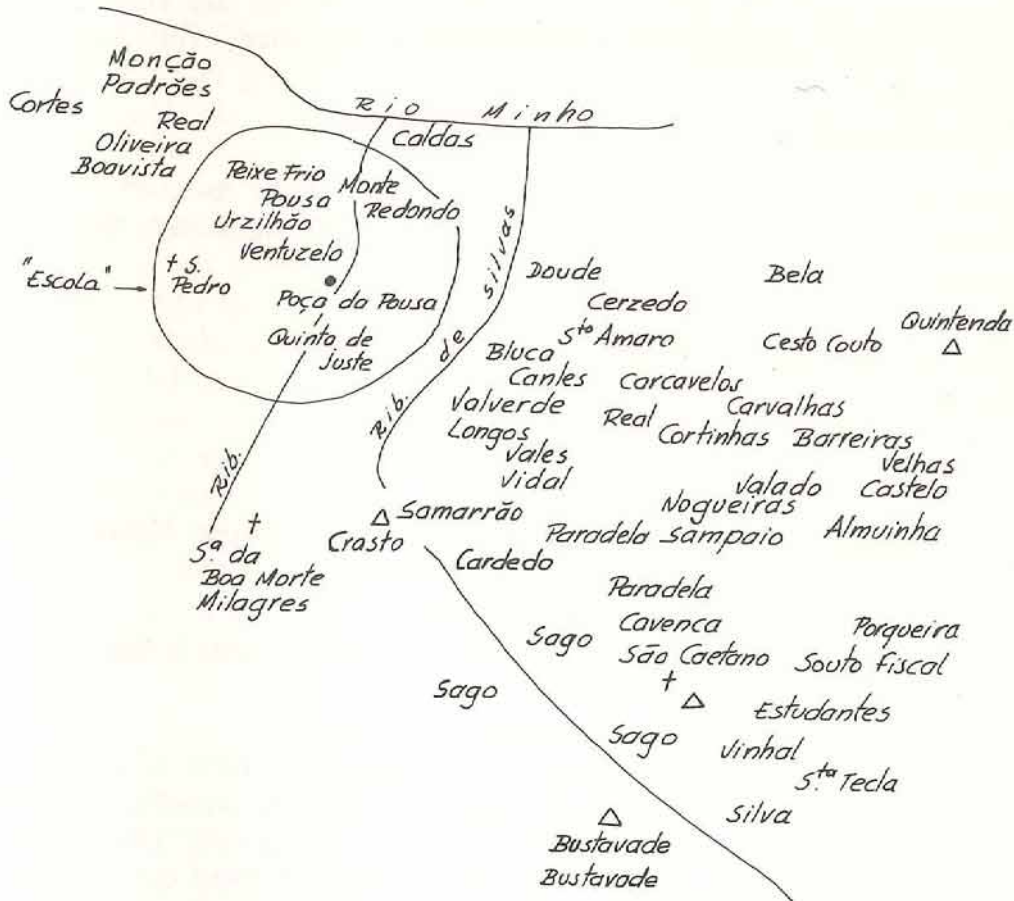 Monção
Padrões
Cortes
Real
Oliveira
Boavista
Rio Minho
Caldas
Peixe Frio
Monte
Pousa
Redondo
Urzilhão
Ventuzelo
"Escola"
† S.
Pedro
Poça da Pousa
Quinta de
Juste
Rib.
Rib. de Silvas
Doude
Bela
Cerzedo
Quintenda
Sto Amaro
Cesto Couto
Bluca
Canles
Carcavelos
Valverde
Real
Carvalhas
Longos
Cortinhas
Barreiras
Vales
Velhas
Vidal
Valado
Castelo
Nogueiras
Samarrão
Crasto
Paradela
Sampaio
Almuinha
Cardedo
Sª da
Boa Morte
Milagres
Paradela
Cavenca
Porqueira
Sago
São Caetano
Souto Fiscal
Sago
Estudantes
Sago
Vinhal
S.ta Tecla
Silva
Bustavade
Bustavade